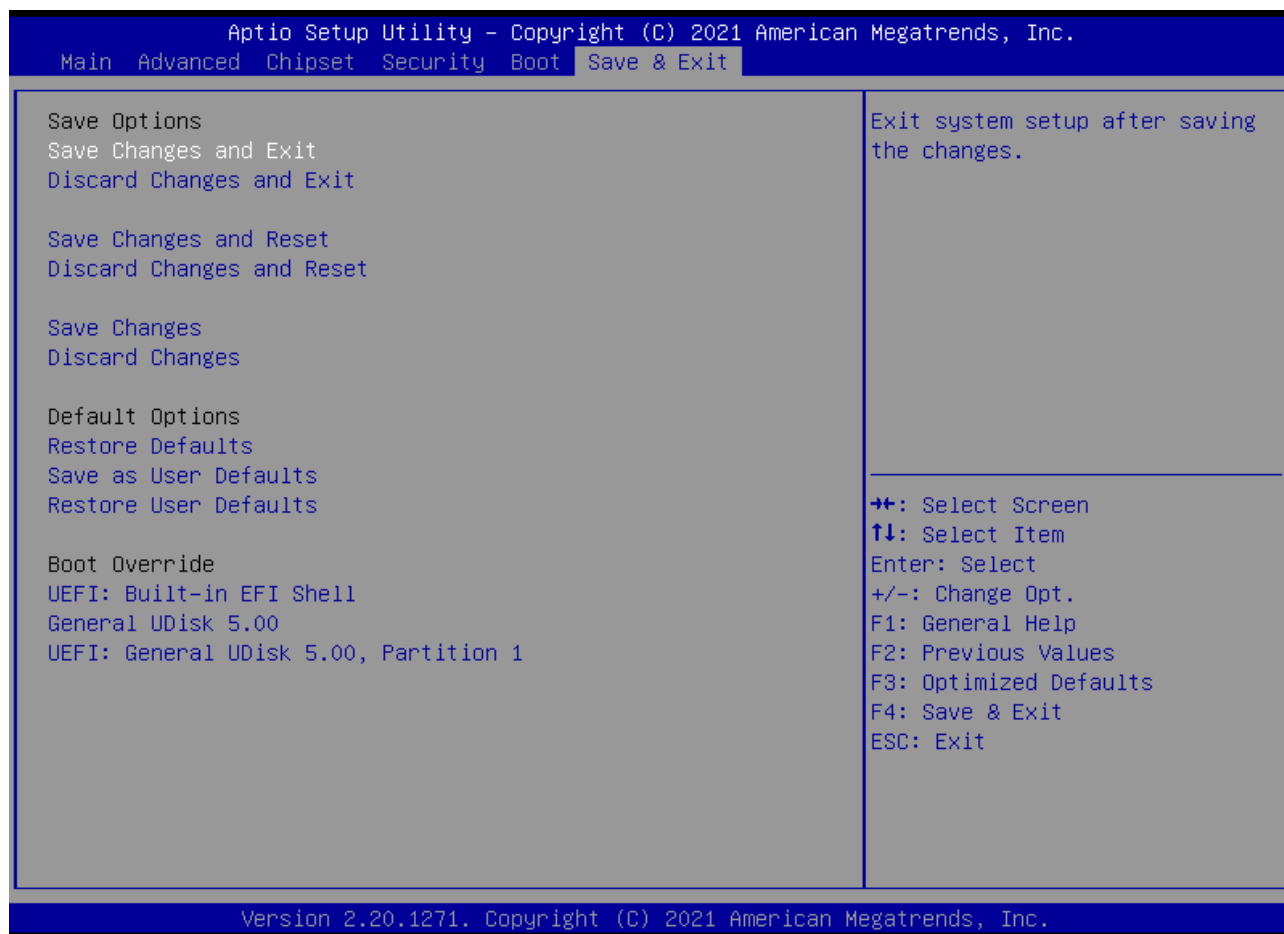 Aptio Setup Utility – Copyright (C) 2021 American Megatrends, Inc.
Main Advanced Chipset Security Boot Save & Exit
Save Options
Save Changes and Exit
Discard Changes and Exit
Save Changes and Reset
Discard Changes and Reset
Save Changes
Discard Changes
Default Options
Restore Defaults
Save as User Defaults
Restore User Defaults
Boot Override
UEFI: Built-in EFI Shell
General UDisk 5.00
UEFI: General UDisk 5.00, Partition 1
Exit system setup after saving
the changes.
→←: Select Screen
↑↓: Select Item
Enter: Select
+/-: Change Opt.
F1: General Help
F2: Previous Values
F3: Optimized Defaults
F4: Save & Exit
ESC: Exit
Version 2.20.1271. Copyright (C) 2021 American Megatrends, Inc.